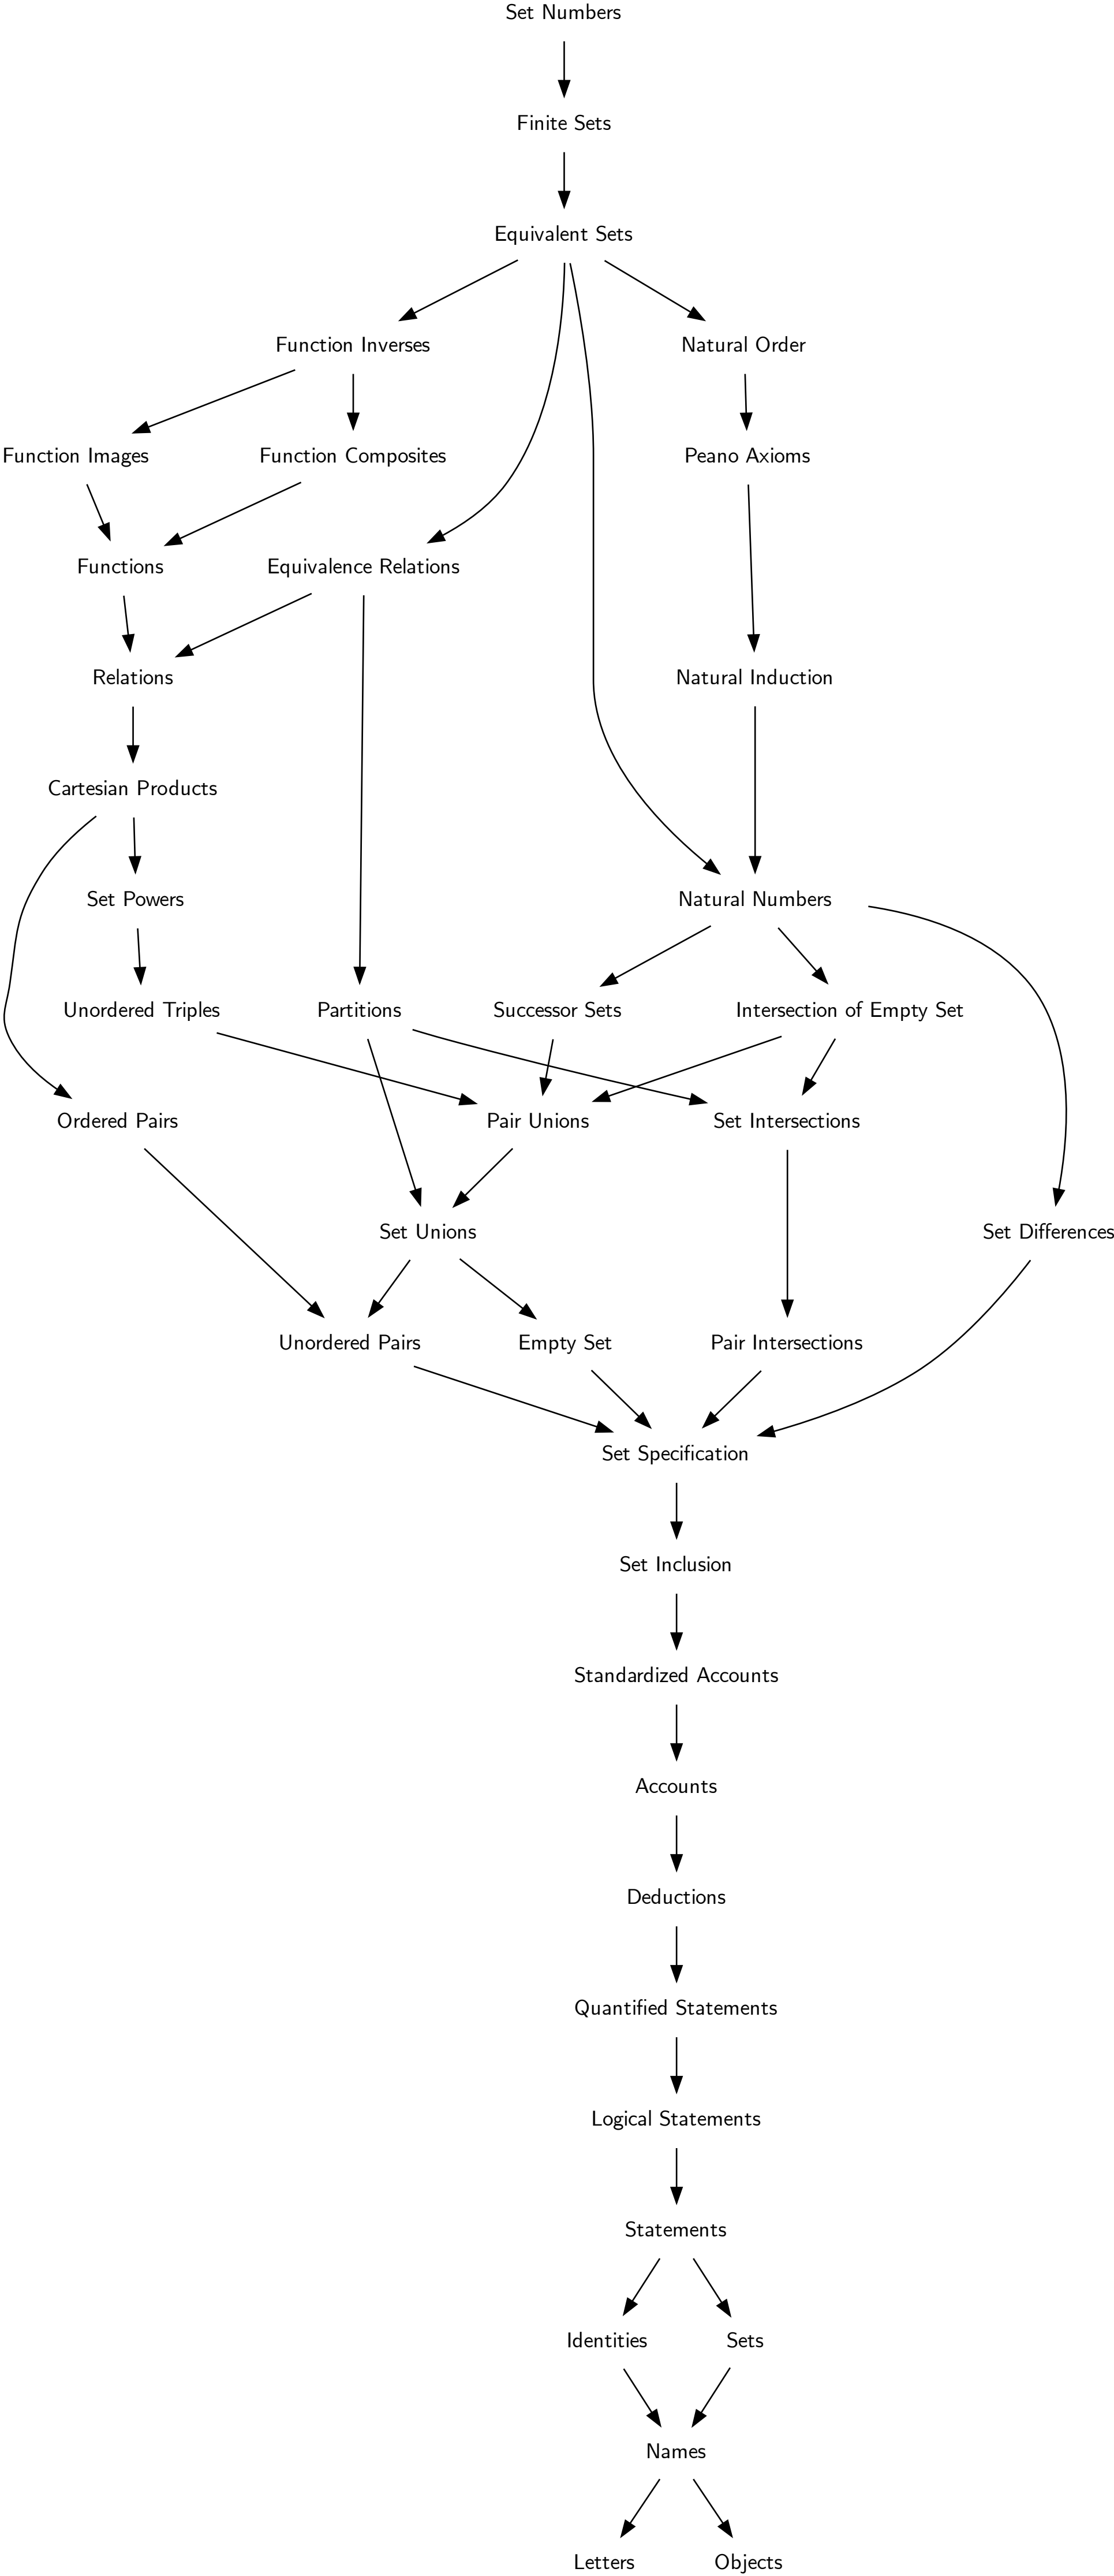 Set Numbers
Finite Sets
Equivalent Sets
Function Inverses
Natural Order
Function Images
Function Composites
Peano Axioms
Functions
Equivalence Relations
Relations
Natural Induction
Cartesian Products
Set Powers
Natural Numbers
Unordered Triples
Partitions
Successor Sets
Intersection of Empty Set
Ordered Pairs
Pair Unions
Set Intersections
Set Unions
Set Differences
Unordered Pairs
Empty Set
Pair Intersections
Set Specification
Set Inclusion
Standardized Accounts
Accounts
Deductions
Quantified Statements
Logical Statements
Statements
Identities
Sets
Names
Letters
Objects